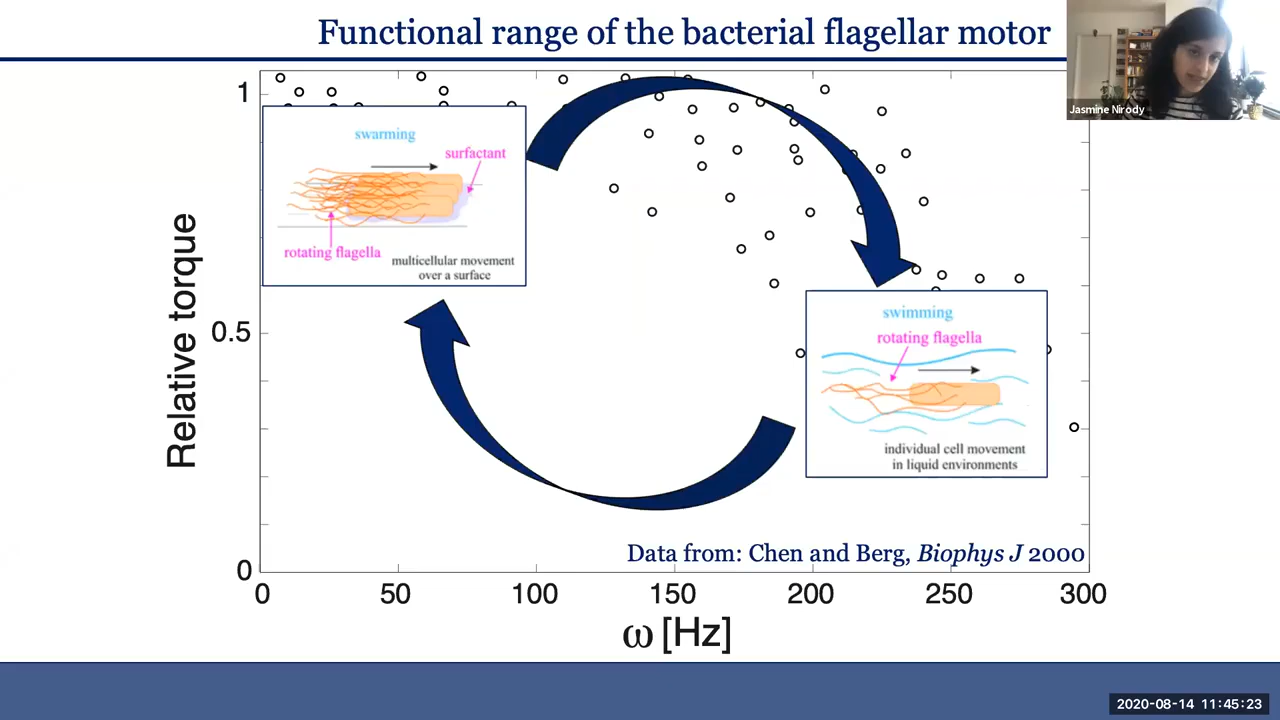 Functional range of the bacterial flagellar motor
Jasmine Nirody
1
0.5
0
Relative torque
swarming
surfactant
rotating flagella
multicellular movement
over a surface
swimming
rotating flagella
individual cell movement
in liquid environments
Data from: Chen and Berg, Biophys J 2000
0 50 100 150 200 250 300
ω [Hz]
2020-08-14 11:45:23